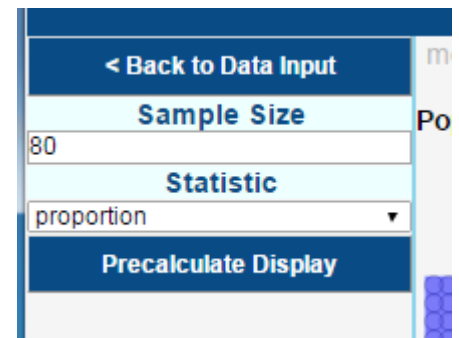 < Back to Data Input
Sample Size
80
Statistic
proportion
Precalculate Display
Po